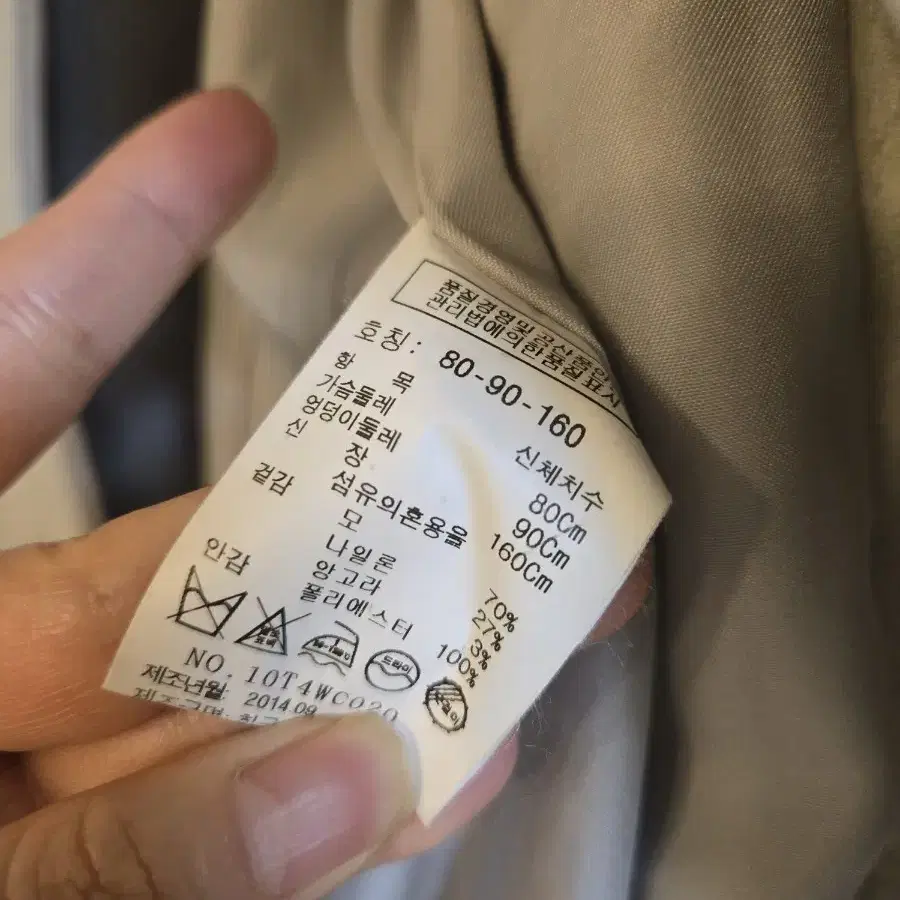 품질경영및공산품안
관리법에의한품질표시
호칭: 80-90-160
항 목 신체치수
가슴둘레 80Cm
엉덩이둘레 90Cm
신 장 160Cm
섬유의혼용율
겉감 모 70%
나일론 27%
앙고라 3%
안감 폴리에스터 100%
드라이
NO. 10T4WC020
제조년월: 2014.09